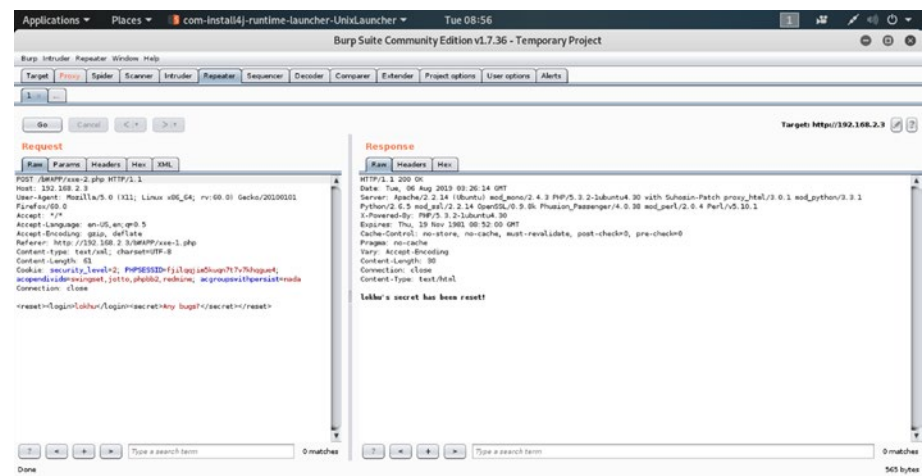 Applications ▾ Places ▾ com-install4j-runtime-launcher-UnixLauncher ▾ Tue 08:56 1
Burp Suite Community Edition v1.7.36 - Temporary Project
Burp Intruder Repeater Window Help
Target Proxy Spider Scanner Intruder Repeater Sequencer Decoder Comparer Extender Project options User options Alerts
1 × ...
Go Cancel < | ▾ > | ▾ Target: http://192.168.2.3 ?
Request
Raw Params Headers Hex XML
POST /bWAPP/xxe-2.php HTTP/1.1
Host: 192.168.2.3
User-Agent: Mozilla/5.0 (X11; Linux x86_64; rv:60.0) Gecko/20100101
Firefox/60.0
Accept: */*
Accept-Language: en-US,en;q=0.5
Accept-Encoding: gzip, deflate
Referer: http://192.168.2.3/bWAPP/xxe-1.php
Content-type: text/xml; charset=UTF-8
Content-Length: 61
Cookie: security_level=2;
acopendivids=swingset,jotto,phpbb2,redmine; acgroupswithpersist=nada
Connection: close
<reset><login>lokhu</login><secret>Any bugs?</secret></reset>
? < + > Type a search term 0 matches
Response
Raw Headers Hex
HTTP/1.1 200 OK
Date: Tue, 06 Aug 2019 03:26:14 GMT
Server: Apache/2.2.14 (Ubuntu) mod_mono/2.4.3 PHP/5.3.2-1ubuntu4.30 with Suhosin-Patch proxy_html/3.0.1 mod_python/3.3.1
Python/2.6.5 mod_ssl/2.2.14 OpenSSL/0.9.8k Phusion_Passenger/4.0.38 mod_perl/2.0.4 Perl/v5.10.1
X-Powered-By: PHP/5.3.2-1ubuntu4.30
Expires: Thu, 19 Nov 1981 08:52:00 GMT
Cache-Control: no-store, no-cache, must-revalidate, post-check=0, pre-check=0
Pragma: no-cache
Vary: Accept-Encoding
Content-Length: 30
Connection: close
Content-Type: text/html
lokhu's secret has been reset!
? < + > Type a search term 0 matches
Done 565 bytes